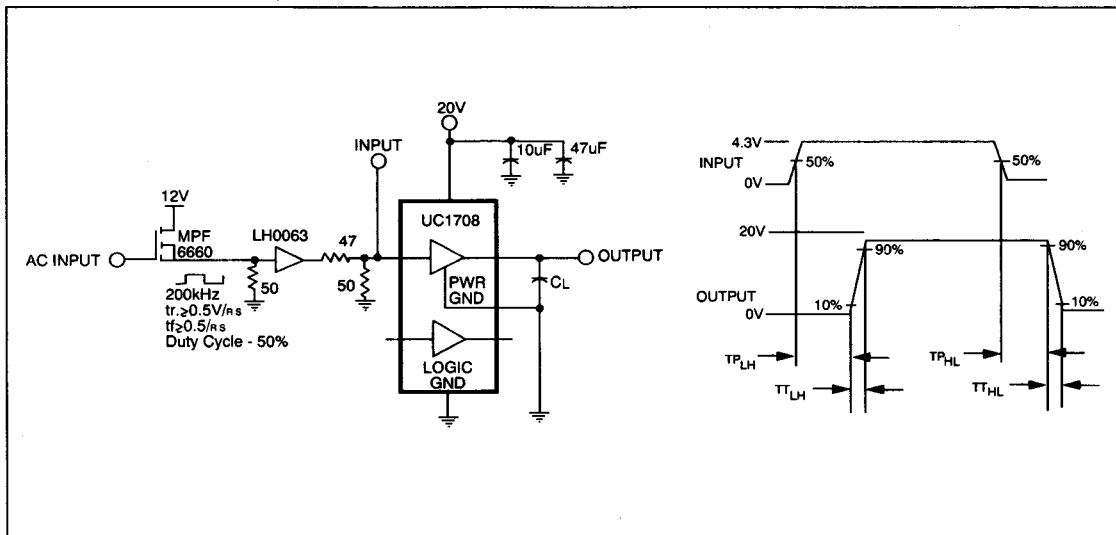 20V
INPUT
10uF
47uF
12V
UC1708
MPF
6660
LH0063
47
AC INPUT
OUTPUT
50
50
PWR
GND
CL
200kHz
tr.≥0.5V/ns
tf≥0.5/ns
Duty Cycle - 50%
LOGIC
GND
4.3V
INPUT
50%
50%
0V
20V
90%
90%
OUTPUT
10%
10%
0V
TPLH
TPHL
TTLH
TTHL